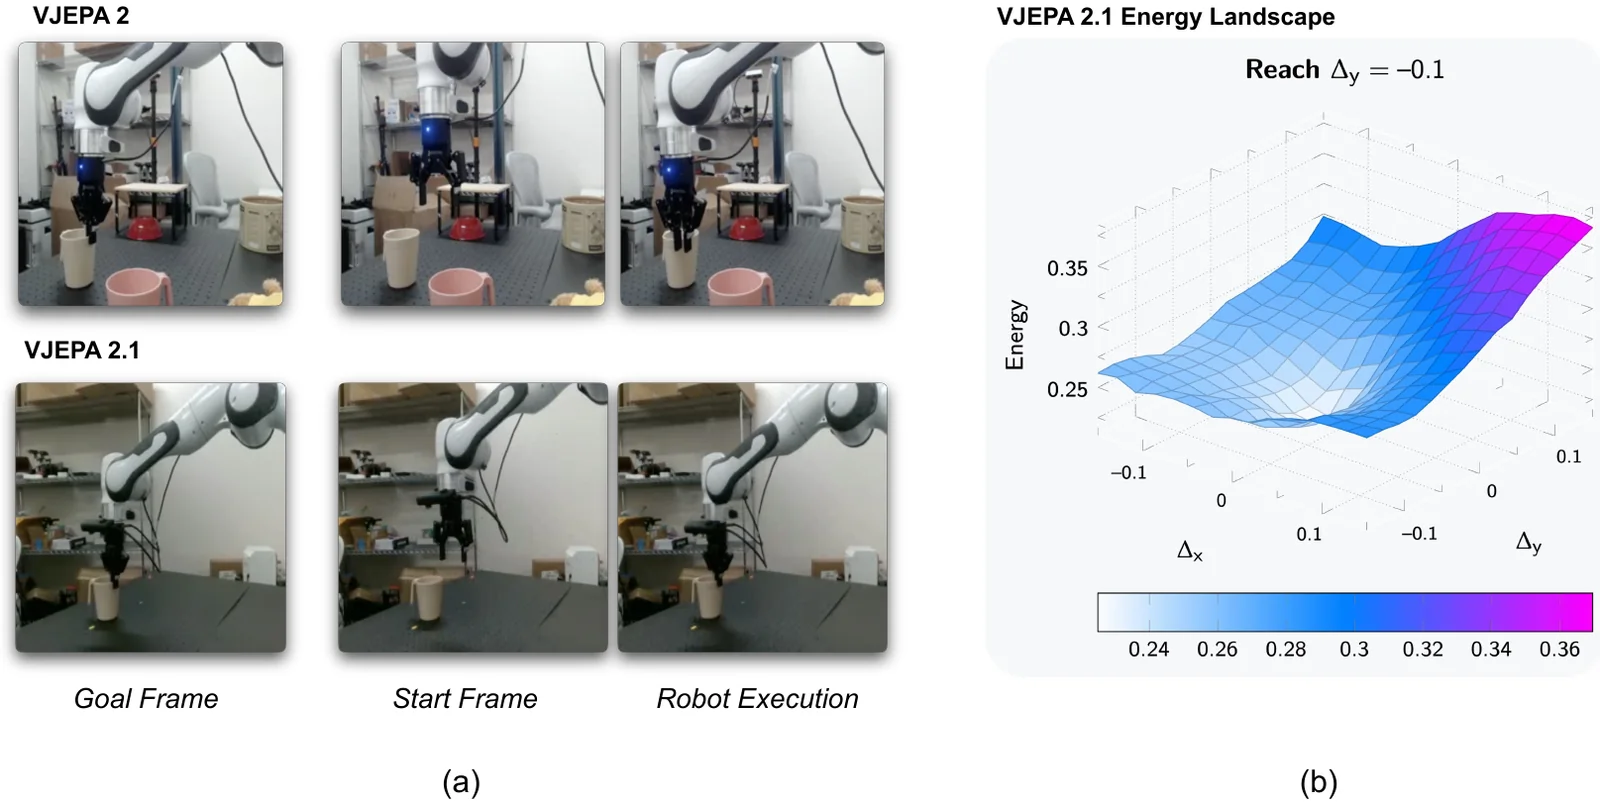 VJEPA 2
VJEPA 2.1
Goal Frame
Start Frame
Robot Execution
(a)
VJEPA 2.1 Energy Landscape
Reach Δy = –0.1
Energy
0.35
0.3
0.25
–0.1
0
0.1
Δx
–0.1
0
0.1
Δy
0.24 0.26 0.28 0.3 0.32 0.34 0.36
(b)